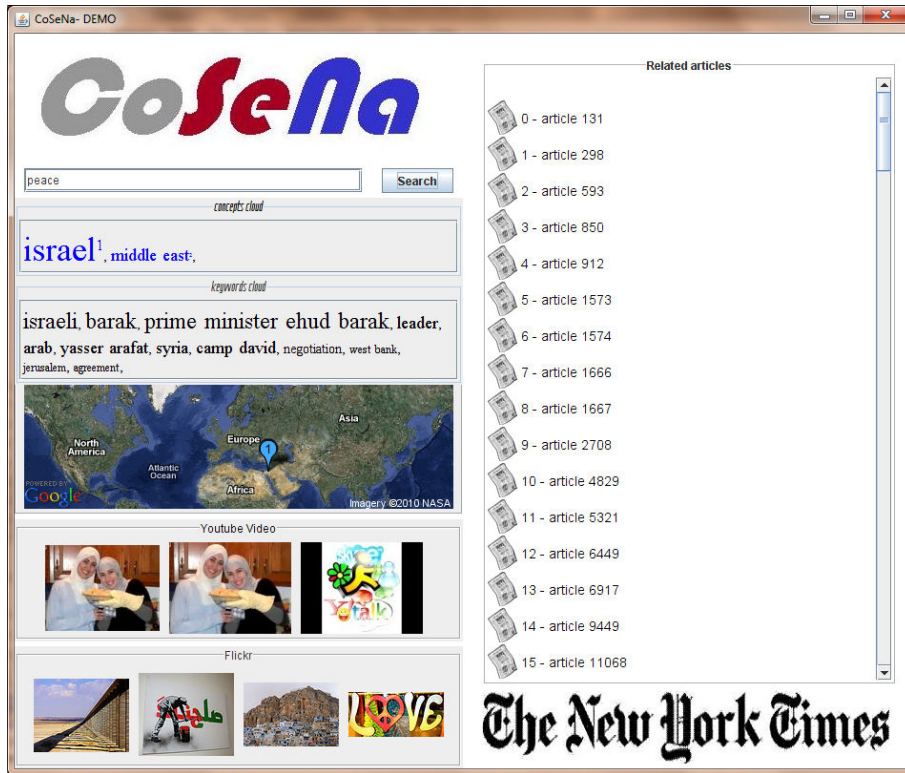 CoSeNa- DEMO
CoSeNa
peace
Search
concepts cloud
israel1, middle east2,
keywords cloud
israeli, barak, prime minister ehud barak, leader,
arab, yasser arafat, syria, camp david, negotiation, west bank,
jerusalem, agreement,
Asia
North
America
Europe
1
Atlantic
Ocean
Africa
POWERED BY
Google
Imagery ©2010 NASA
Youtube Video
Flickr
LOVE
Related articles
0 - article 131
1 - article 298
2 - article 593
3 - article 850
4 - article 912
5 - article 1573
6 - article 1574
7 - article 1666
8 - article 1667
9 - article 2708
10 - article 4829
11 - article 5321
12 - article 6449
13 - article 6917
14 - article 9449
15 - article 11068
The New York Times